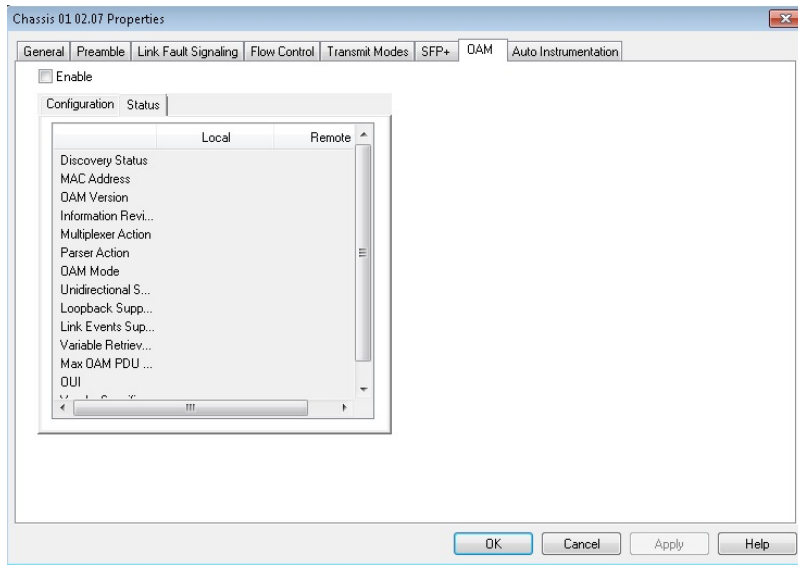 Chassis 01 02.07 Properties
General Preamble Link Fault Signaling Flow Control Transmit Modes SFP+ OAM Auto Instrumentation
Enable
Configuration Status
Local Remote
Discovery Status
MAC Address
OAM Version
Information Revi...
Multiplexer Action
Parser Action
OAM Mode
Unidirectional S...
Loopback Supp...
Link Events Sup...
Variable Retriev...
Max OAM PDU ...
OUI
OK Cancel Apply Help